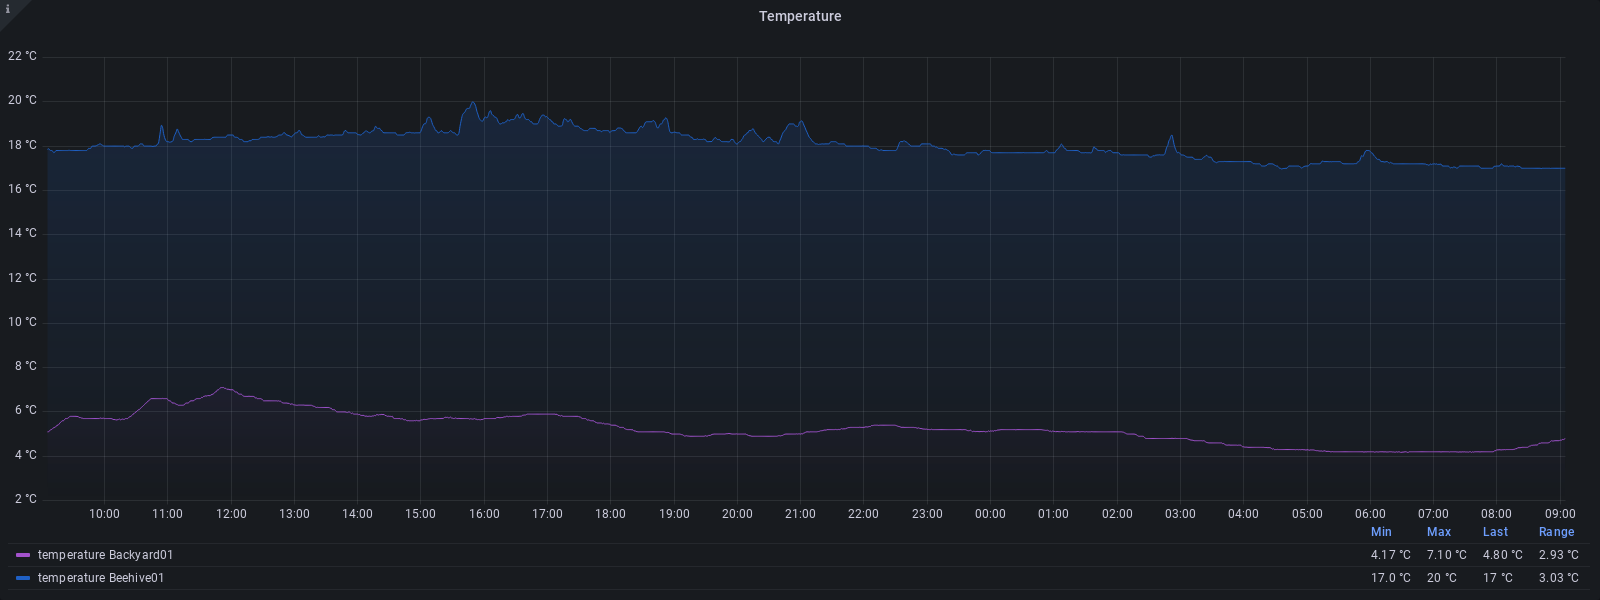 i
Temperature
22 °C
20 °C
18 °C
16 °C
14 °C
12 °C
10 °C
8 °C
6 °C
4 °C
2 °C
10:00 11:00 12:00 13:00 14:00 15:00 16:00 17:00 18:00 19:00 20:00 21:00 22:00 23:00 00:00 01:00 02:00 03:00 04:00 05:00 06:00 07:00 08:00 09:00
Min Max Last Range
temperature Backyard01 4.17 °C 7.10 °C 4.80 °C 2.93 °C
temperature Beehive01 17.0 °C 20 °C 17 °C 3.03 °C